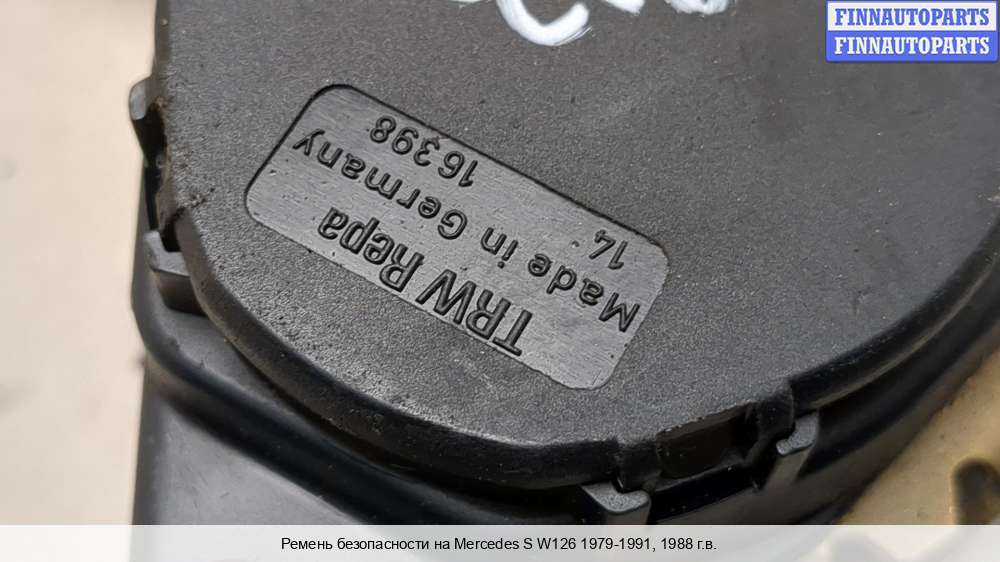 FINNAUTOPARTS
FINNAUTOPARTS
TRW Repa
Made in Germany
14 16398
Ремень безопасности на Mercedes S W126 1979-1991, 1988 г.в.